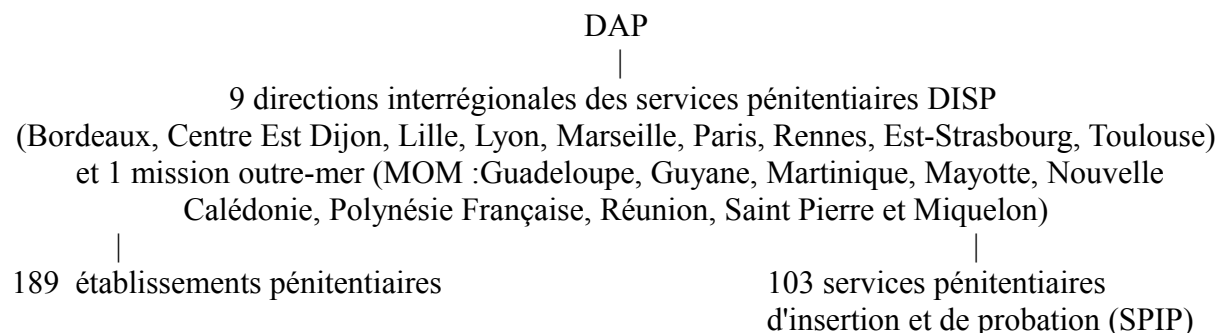 DAP
|
9 directions interrégionales des services pénitentiaires DISP
(Bordeaux, Centre Est Dijon, Lille, Lyon, Marseille, Paris, Rennes, Est-Strasbourg, Toulouse)
et 1 mission outre-mer (MOM :Guadeloupe, Guyane, Martinique, Mayotte, Nouvelle
Calédonie, Polynésie Française, Réunion, Saint Pierre et Miquelon)
| |
189 établissements pénitentiaires 103 services pénitentiaires
d'insertion et de probation (SPIP)